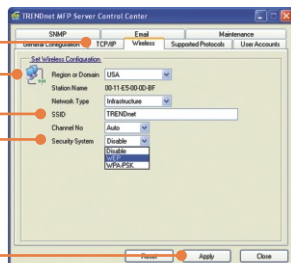 TRENDnet MFP Server Control Center
SNMP Email Maintenance
General Configuration TCP/IP Wireless Supported Protocols User Accounts
Set Wireless Configuration
Region or Domain USA
Station Name 00-11-E5-00-0D-8F
Network Type Infrastructure
SSID TRENDnet
Channel No Auto
Security System Disable
Disable
WEP
WPA-PSK
Reset Apply Close